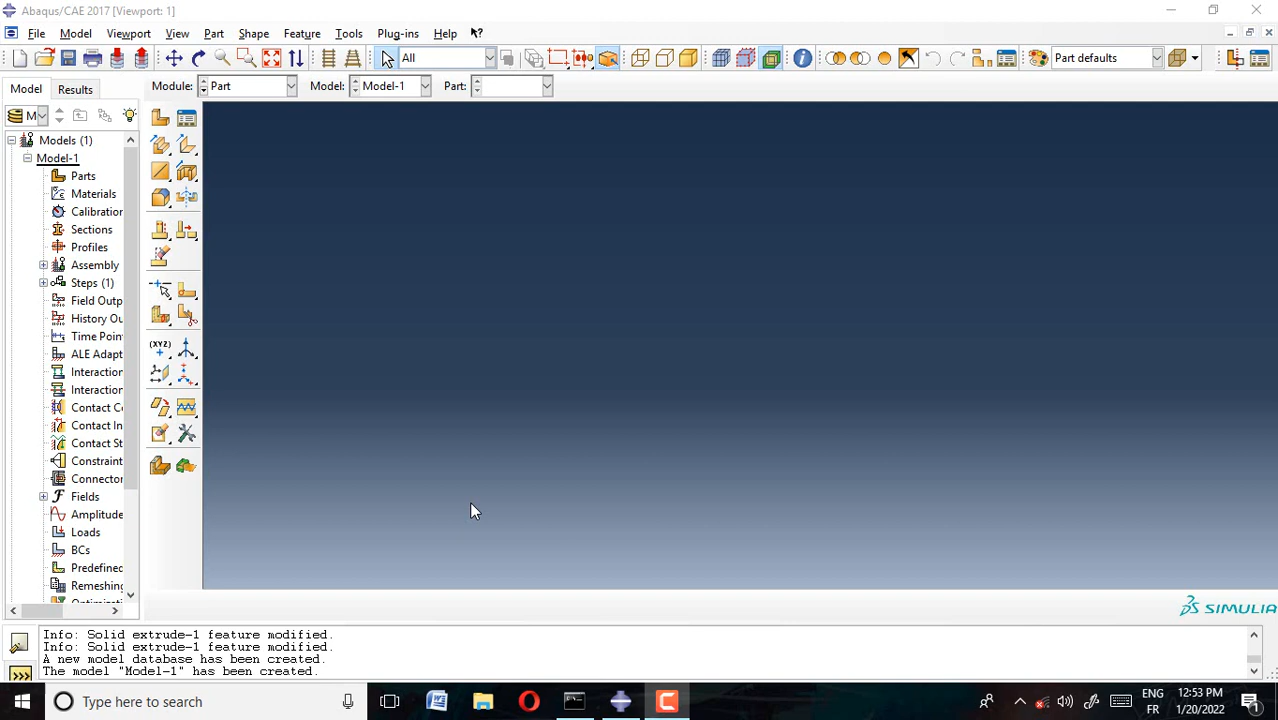 Abaqus/CAE 2017 [Viewport: 1]
File Model Viewport View Part Shape Feature Tools Plug-ins Help
All Part defaults
Model Results Module: Part Model: Model-1 Part:
M
Models (1)
Model-1
Parts
Materials
Calibration
Sections
Profiles
Assembly
Steps (1)
Field Outp
History Ou
Time Poin
ALE Adapt
Interaction
Interaction
Contact Co
Contact In
Contact St
Constraint
Connector
Fields
Amplitude
Loads
BCs
Predefined
Remeshing
(XYZ)
SIMULIA
Info: Solid extrude-1 feature modified.
Info: Solid extrude-1 feature modified.
A new model database has been created.
The model "Model-1" has been created.
>>>
Type here to search
ENG
FR
12:53 PM
1/20/2022
1